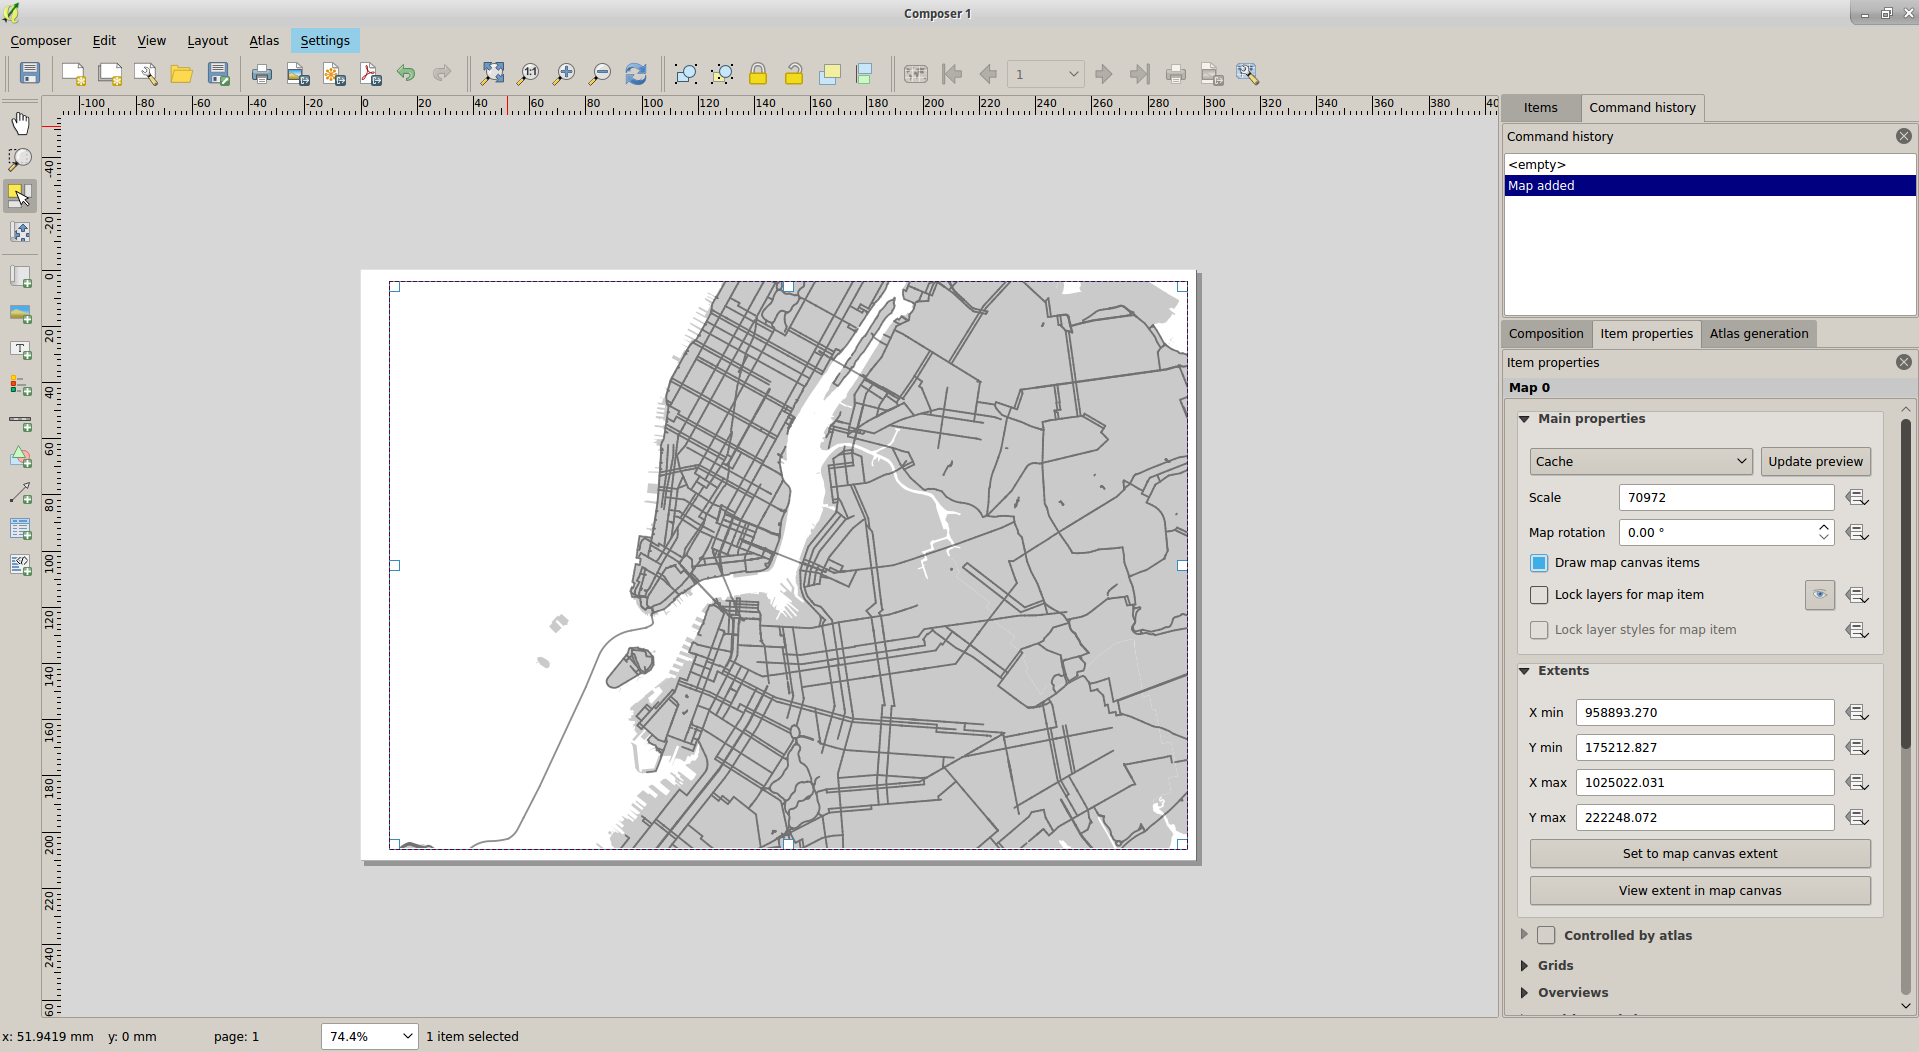 Composer 1
Composer Edit View Layout Atlas Settings
1:1
1
-100 -80 -60 -40 -20 0 20 40 60 80 100 120 140 160 180 200 220 240 260 280 300 320 340 360 380 40
-40
-20
0
20
40
60
80
100
120
140
160
180
200
220
240
60
Items Command history
Command history
<empty>
Map added
Composition Item properties Atlas generation
Item properties
Map 0
Main properties
Cache Update preview
Scale 70972
Map rotation 0.00 °
Draw map canvas items
Lock layers for map item
Lock layer styles for map item
Extents
X min 958893.270
Y min 175212.827
X max 1025022.031
Y max 222248.072
Set to map canvas extent
View extent in map canvas
Controlled by atlas
Grids
Overviews
x: 51.9419 mm y: 0 mm page: 1 74.4% 1 item selected